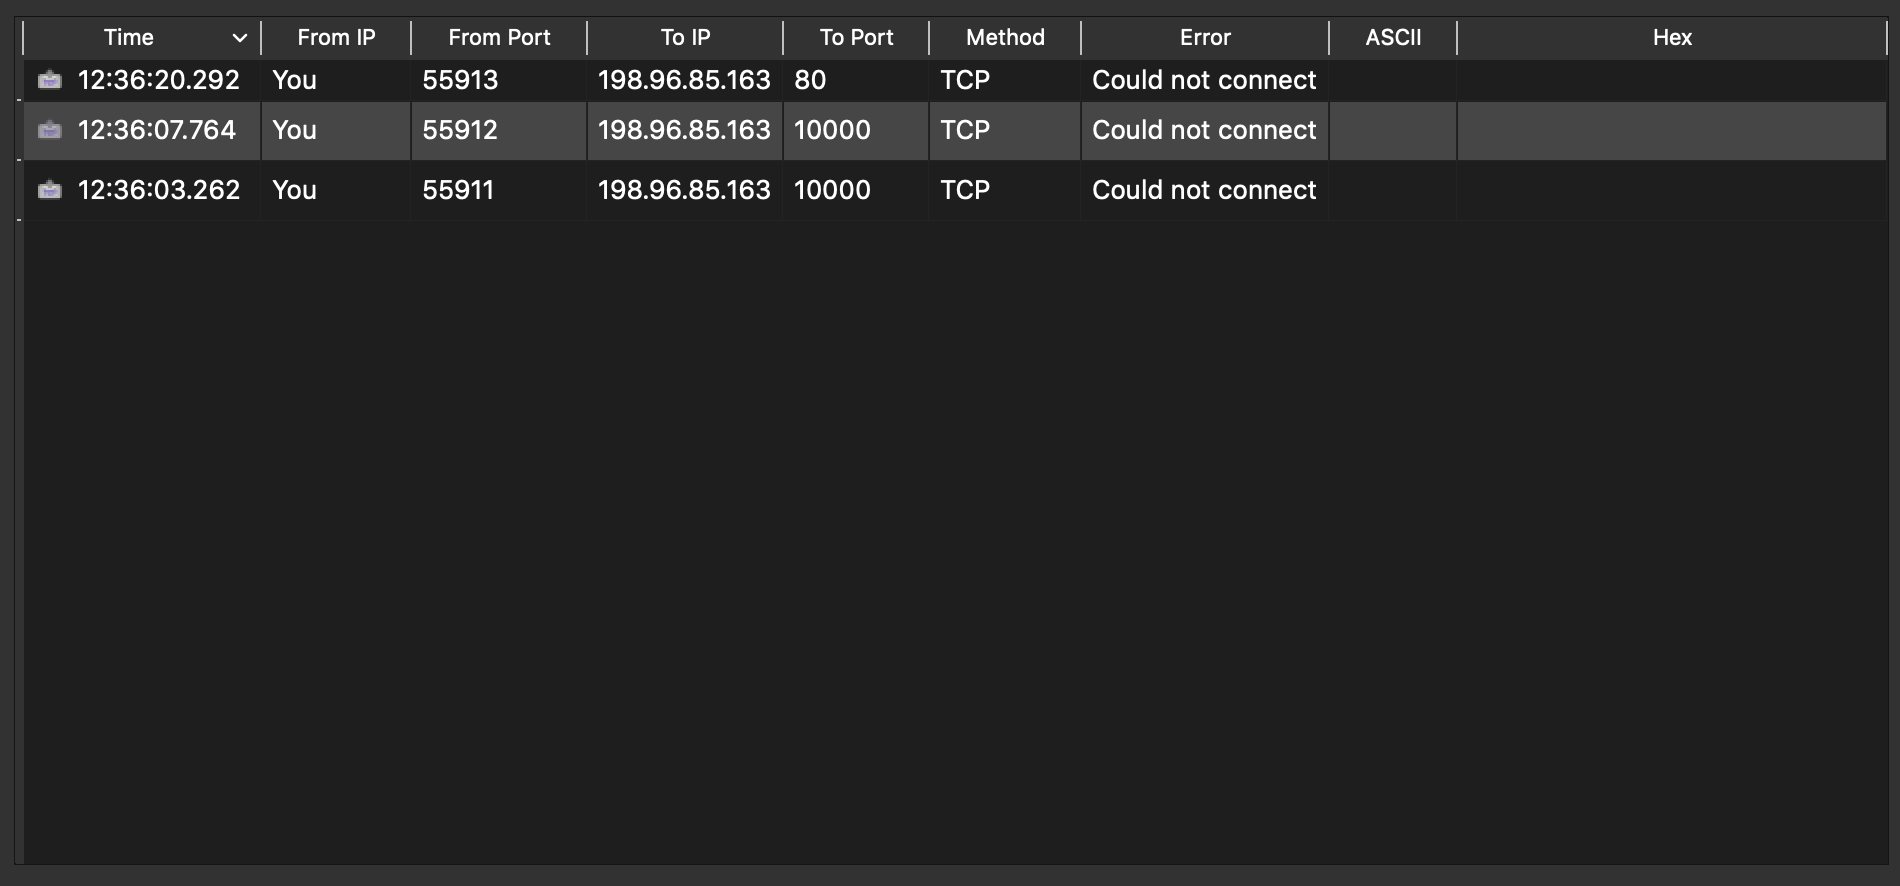 Time From IP From Port To IP To Port Method Error ASCII Hex
12:36:20.292 You 55913 198.96.85.163 80 TCP Could not connect
12:36:07.764 You 55912 198.96.85.163 10000 TCP Could not connect
12:36:03.262 You 55911 198.96.85.163 10000 TCP Could not connect